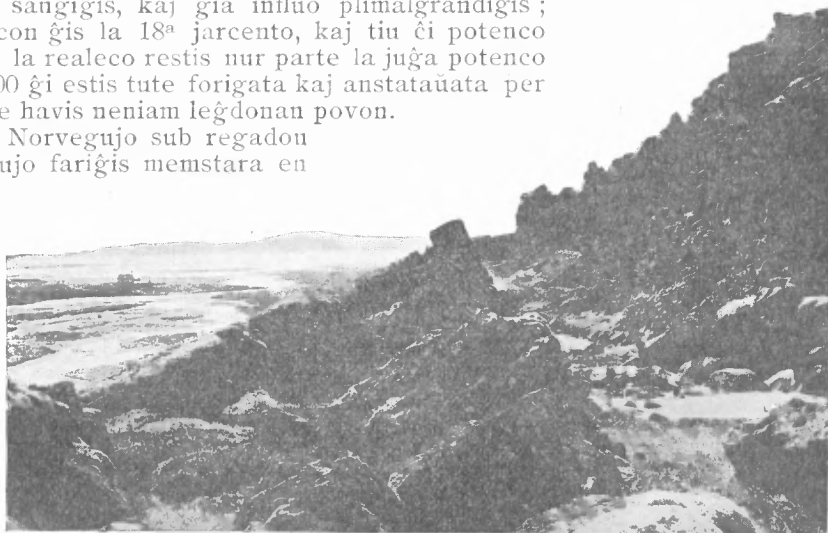 sanĝiĝis, kaj ĝia influo plimalgrandiĝis ;
con ĝis la 18ª jarcento, kaj tiu ĉi potenco
la realeco restis nur parte la juĝa potenco
00 ĝi estis tute forigata kaj anstataŭata per
e havis neniam leĝdonan povon.
Norvegujo sub regadon
ujo fariĝis memstara en